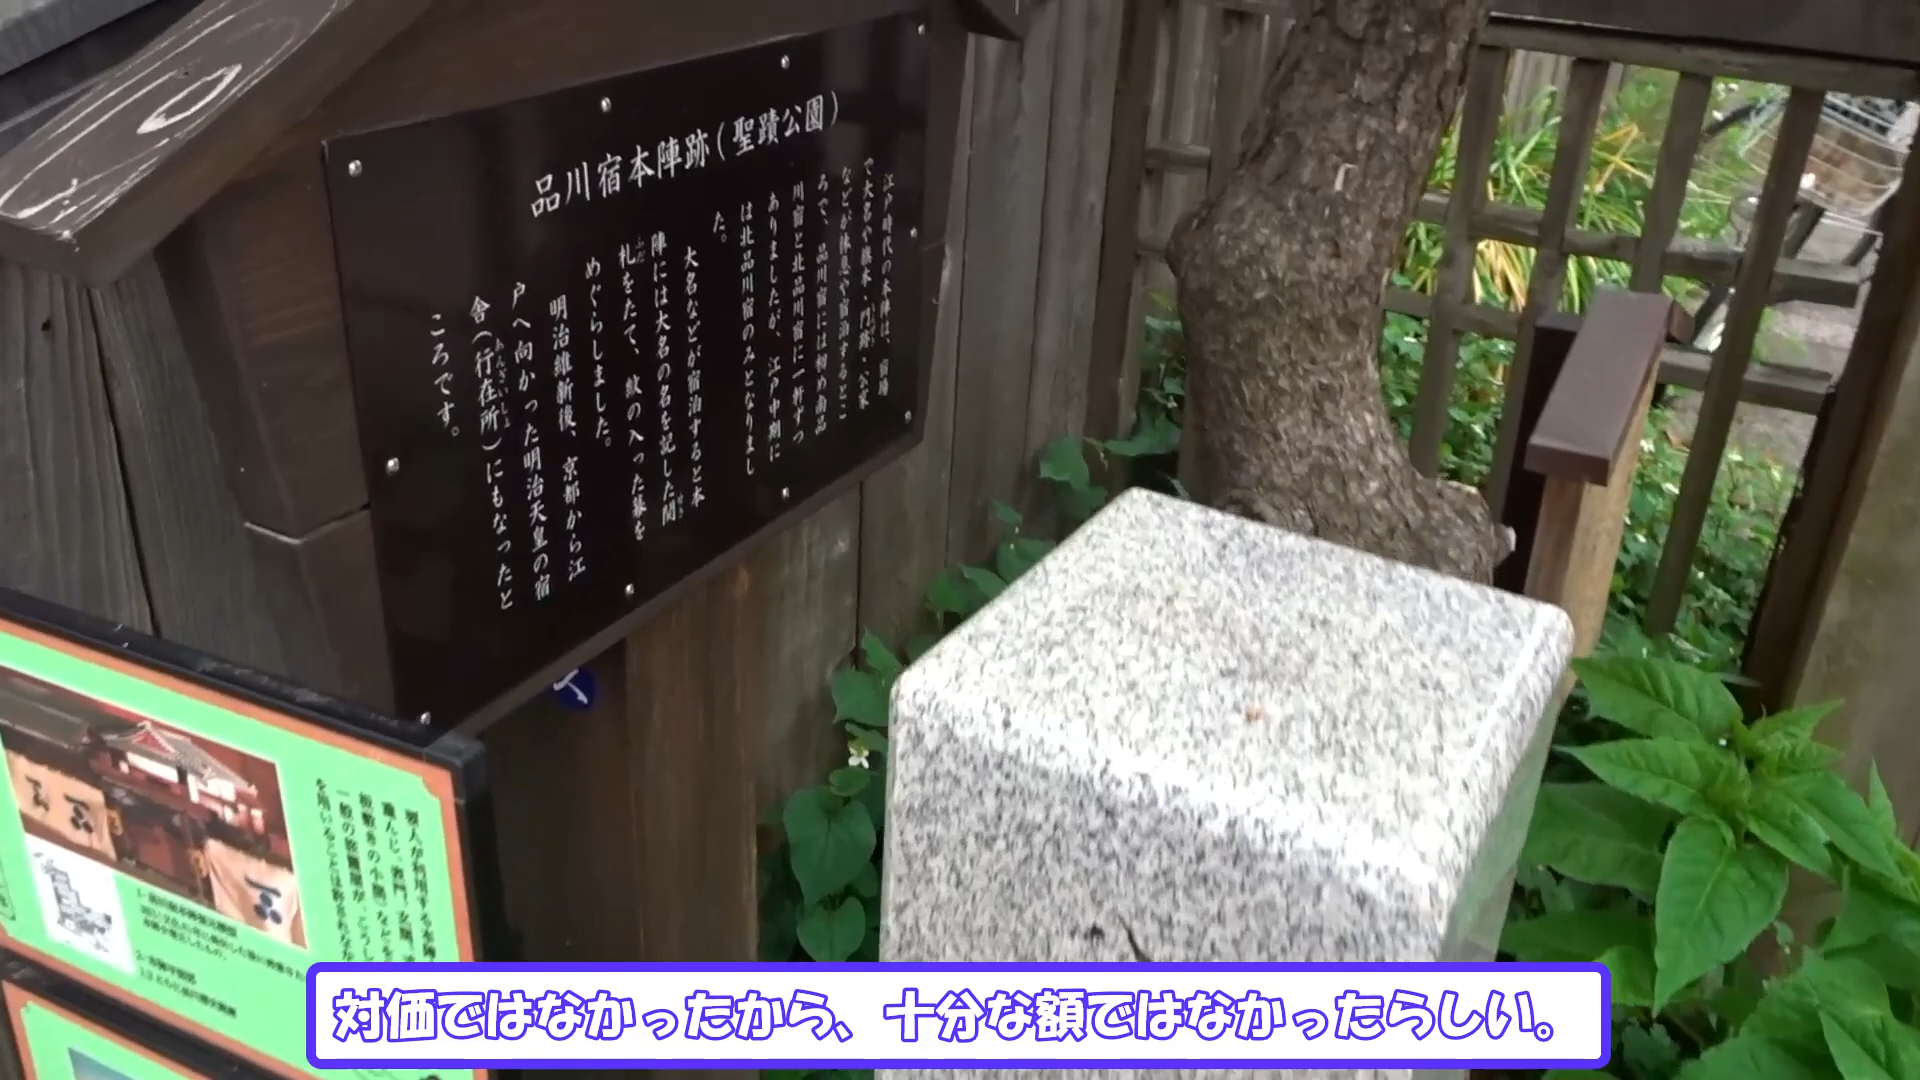 品川宿本陣跡(聖蹟公園)
江戸時代の本陣は、宿場
で大名や旗本・門跡・公家
などが休息や宿泊するとこ
ろで、品川宿には初め南品
川宿と北品川宿に一軒ずつ
ありましたが、江戸中期に
は北品川宿のみとなりまし
た。
大名などが宿泊すると本
陣には大名の名を記した関
札をたて、紋の入った幕を
めぐらしました。
明治維新後、京都から江
戸へ向かった明治天皇の宿
舎(行在所)にもなったと
ころです。
対価ではなかったから、十分な額ではなかったらしい。